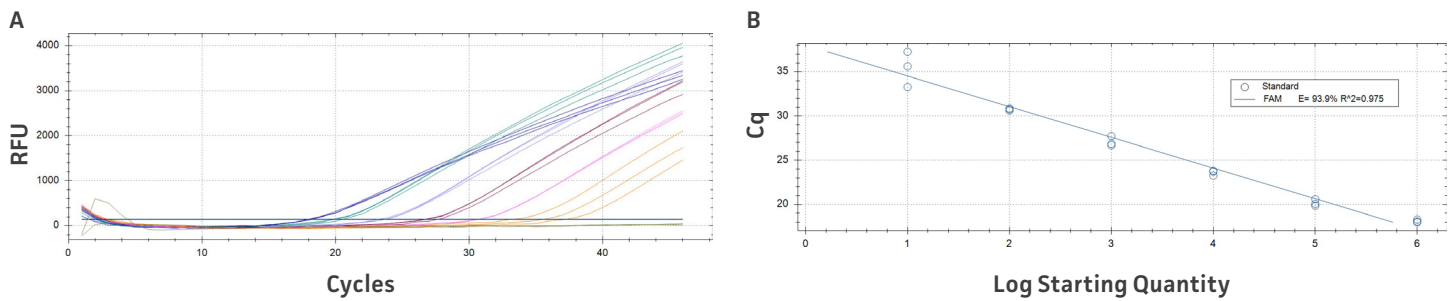 A
4000
3000
2000
1000
0
RFU
0
10
20
30
40
Cycles
B
35
30
25
20
Cq
Standard
FAM E= 93.9% R^2=0.975
0
1
2
3
4
5
6
Log Starting Quantity